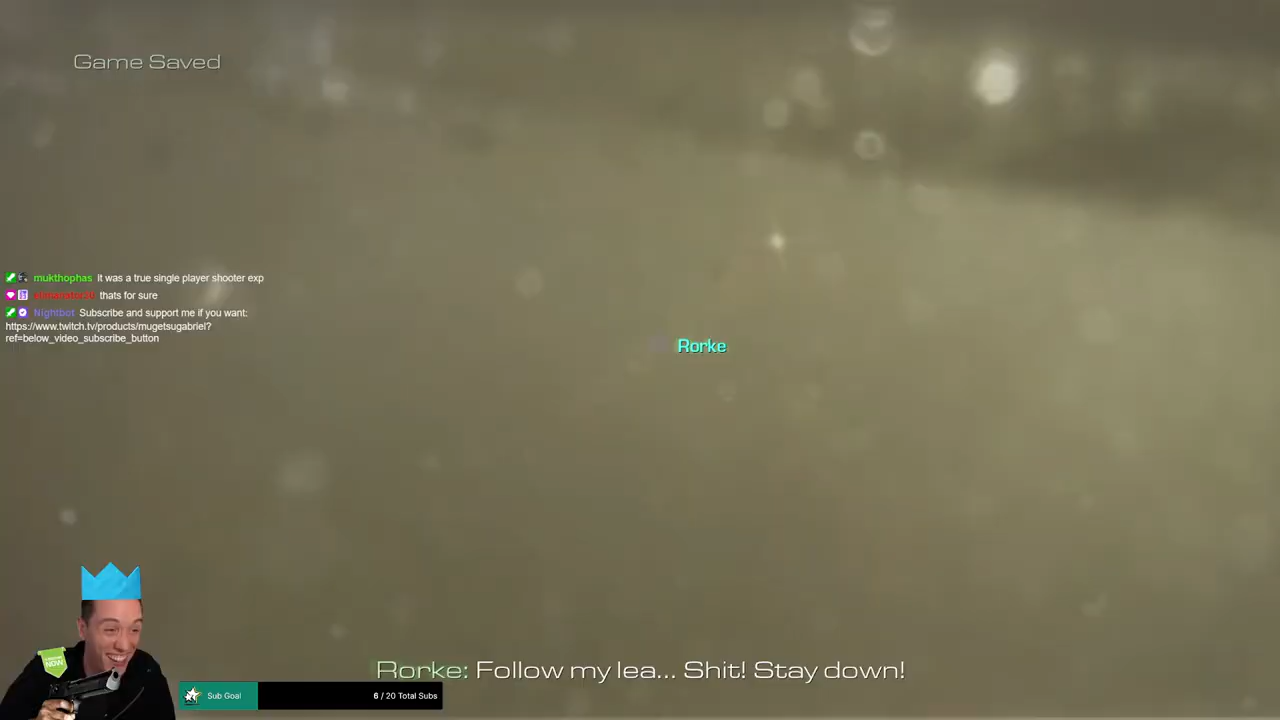 Game Saved
mukthophas It was a true single player shooter exp
thats for sure
Nightbot Subscribe and support me if you want:
https://www.twitch.tv/products/mugetsugabriel?
ref=below_video_subscribe_button
Rorke
Rorke: Follow my lea... Shit! Stay down!
NOW
Sub Goal 6 / 20 Total Subs